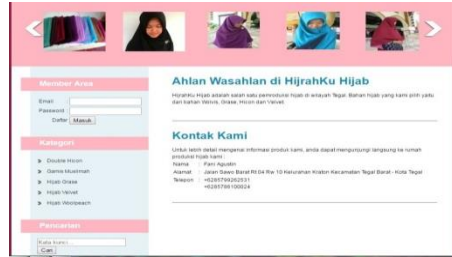 Member Area
Email :
Password :
Daftar Masuk
Kategori
Double Hicon
Gamis Muslimah
Hijab Grase
Hijab Velvet
Hijab Woolpeach
Pencarian
Kata kunci...
Cari
Ahlan Wasahlan di HijrahKu Hijab
HijrahKu Hijab adalah salah satu pemroduksi hijab di wilayah Tegal. Bahan hijab yang kami pilih yaitu
dari bahan Wolvis, Grase, Hicon dan Velvet.
Kontak Kami
Untuk lebih detail mengenai informasi produk kami, anda dapat mengunjungi langsung ke rumah
produksi hijab kami :
Nama : Fani Agustin
Alamat : Jalan Sawo Barat Rt 04 Rw 10 Kelurahan Kraton Kecamatan Tegal Barat - Kota Tegal
Telepon : +6285799262531
+6285786100824